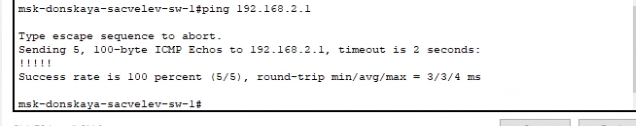 msk-donskaya-sacvelev-sw-1#ping 192.168.2.1
Type escape sequence to abort.
Sending 5, 100-byte ICMP Echos to 192.168.2.1, timeout is 2 seconds:
!!!!!
Success rate is 100 percent (5/5), round-trip min/avg/max = 3/3/4 ms
msk-donskaya-sacvelev-sw-1#